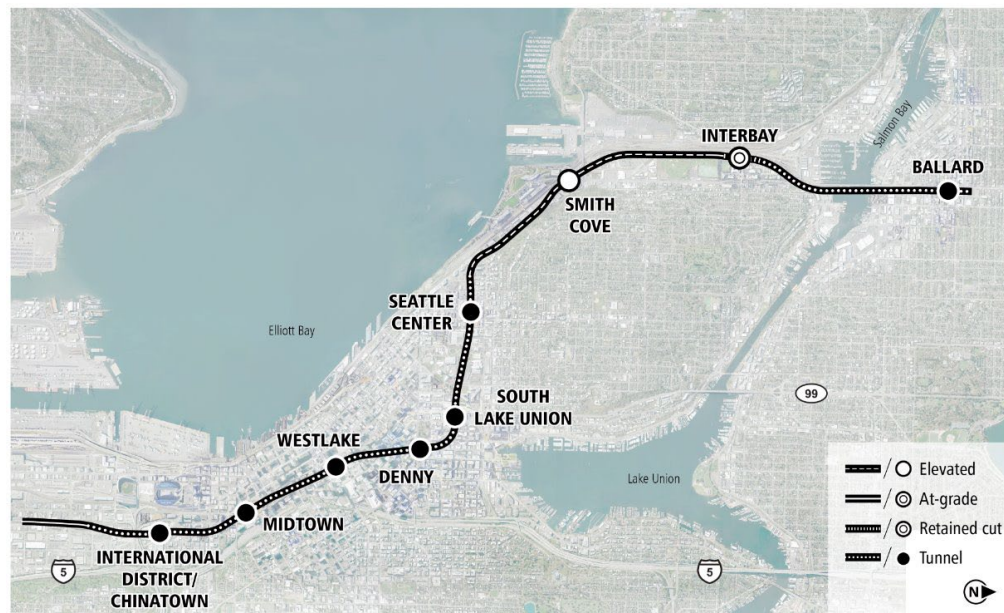 INTERBAY
Salmon Bay
BALLARD
SMITH
COVE
SEATTLE
CENTER
Elliott Bay
99
SOUTH
LAKE UNION
WESTLAKE
DENNY
Lake Union
MIDTOWN
INTERNATIONAL
DISTRICT/
CHINATOWN
5
5
/ Elevated
/ At-grade
/ Retained cut
/ Tunnel
N